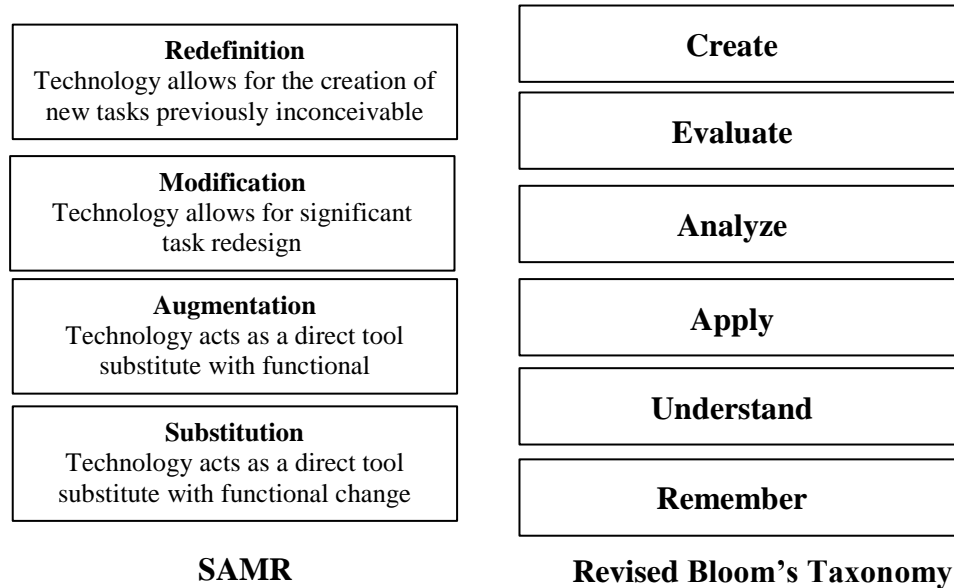 Redefinition
Technology allows for the creation of
new tasks previously inconceivable
Modification
Technology allows for significant
task redesign
Augmentation
Technology acts as a direct tool
substitute with functional
Substitution
Technology acts as a direct tool
substitute with functional change
SAMR
Create
Evaluate
Analyze
Apply
Understand
Remember
Revised Bloom's Taxonomy